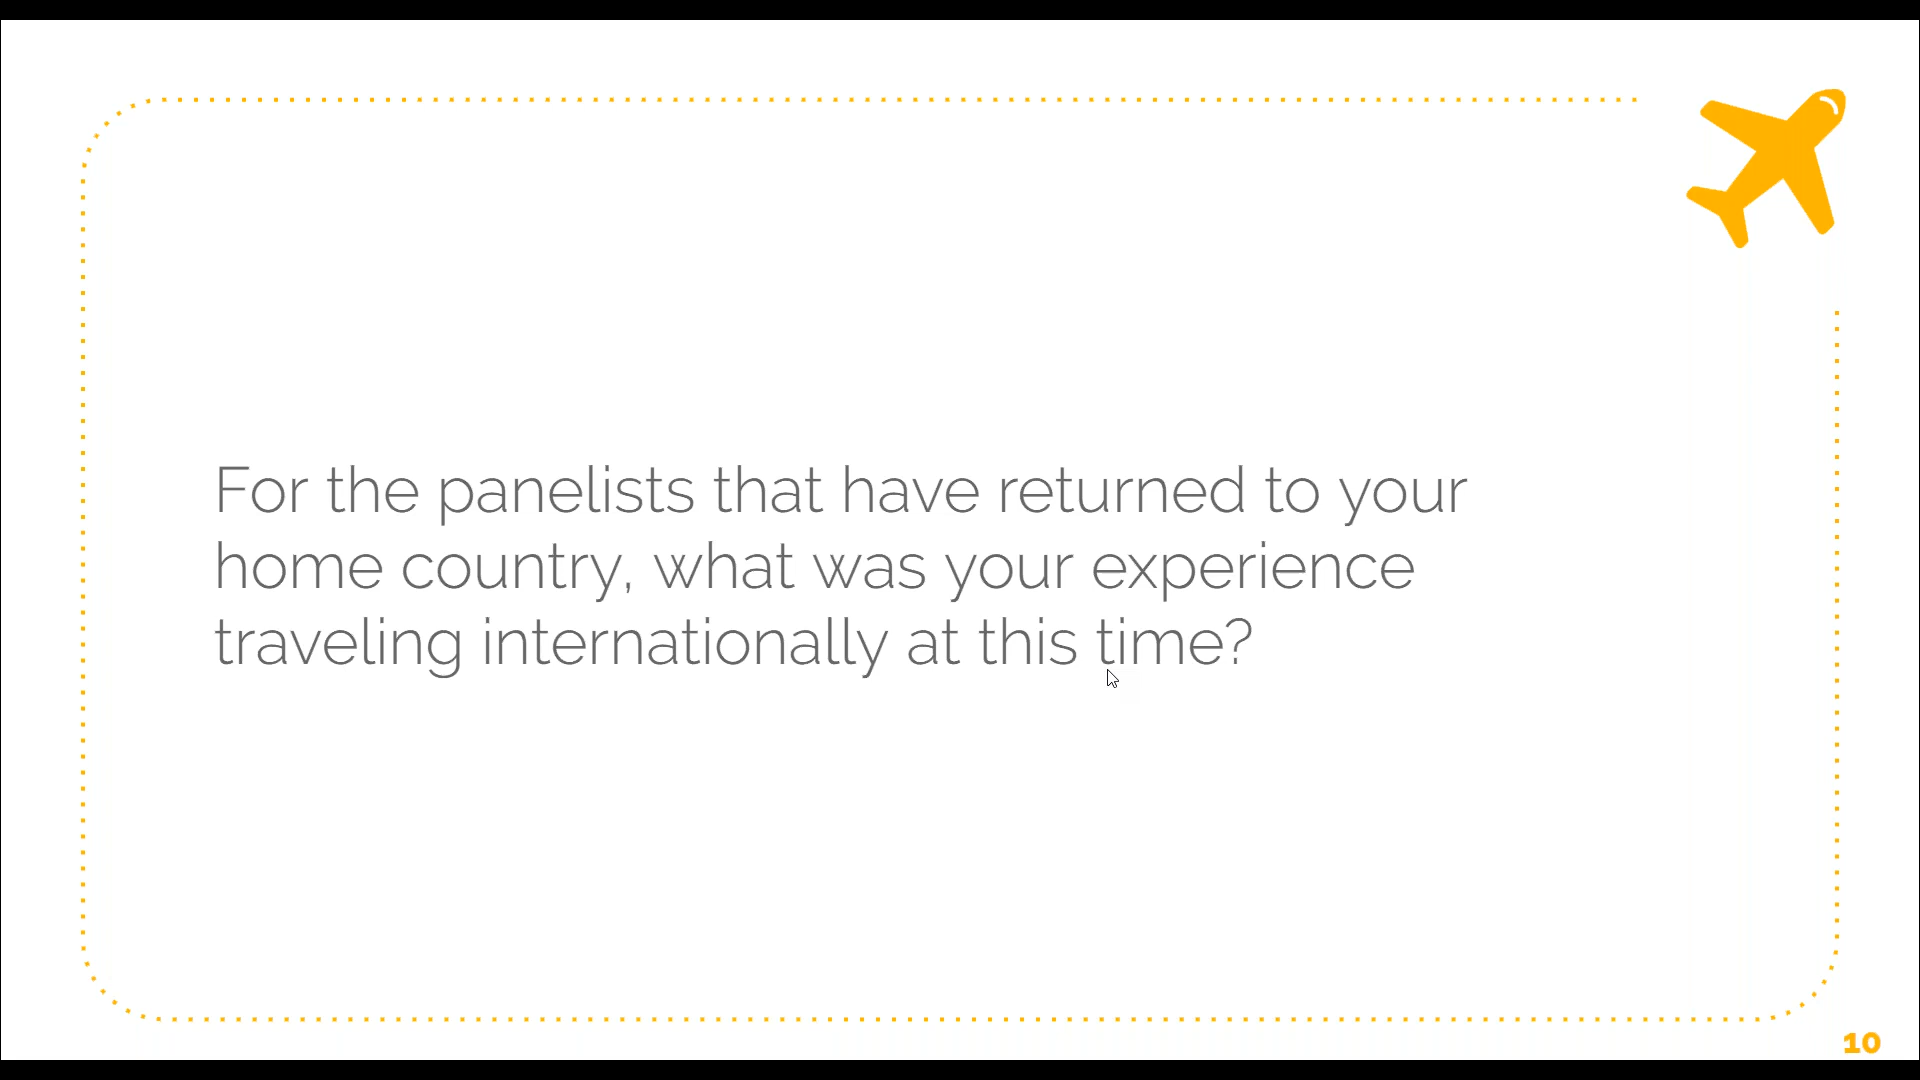 For the panelists that have returned to your
home country, what was your experience
traveling internationally at this time?
10